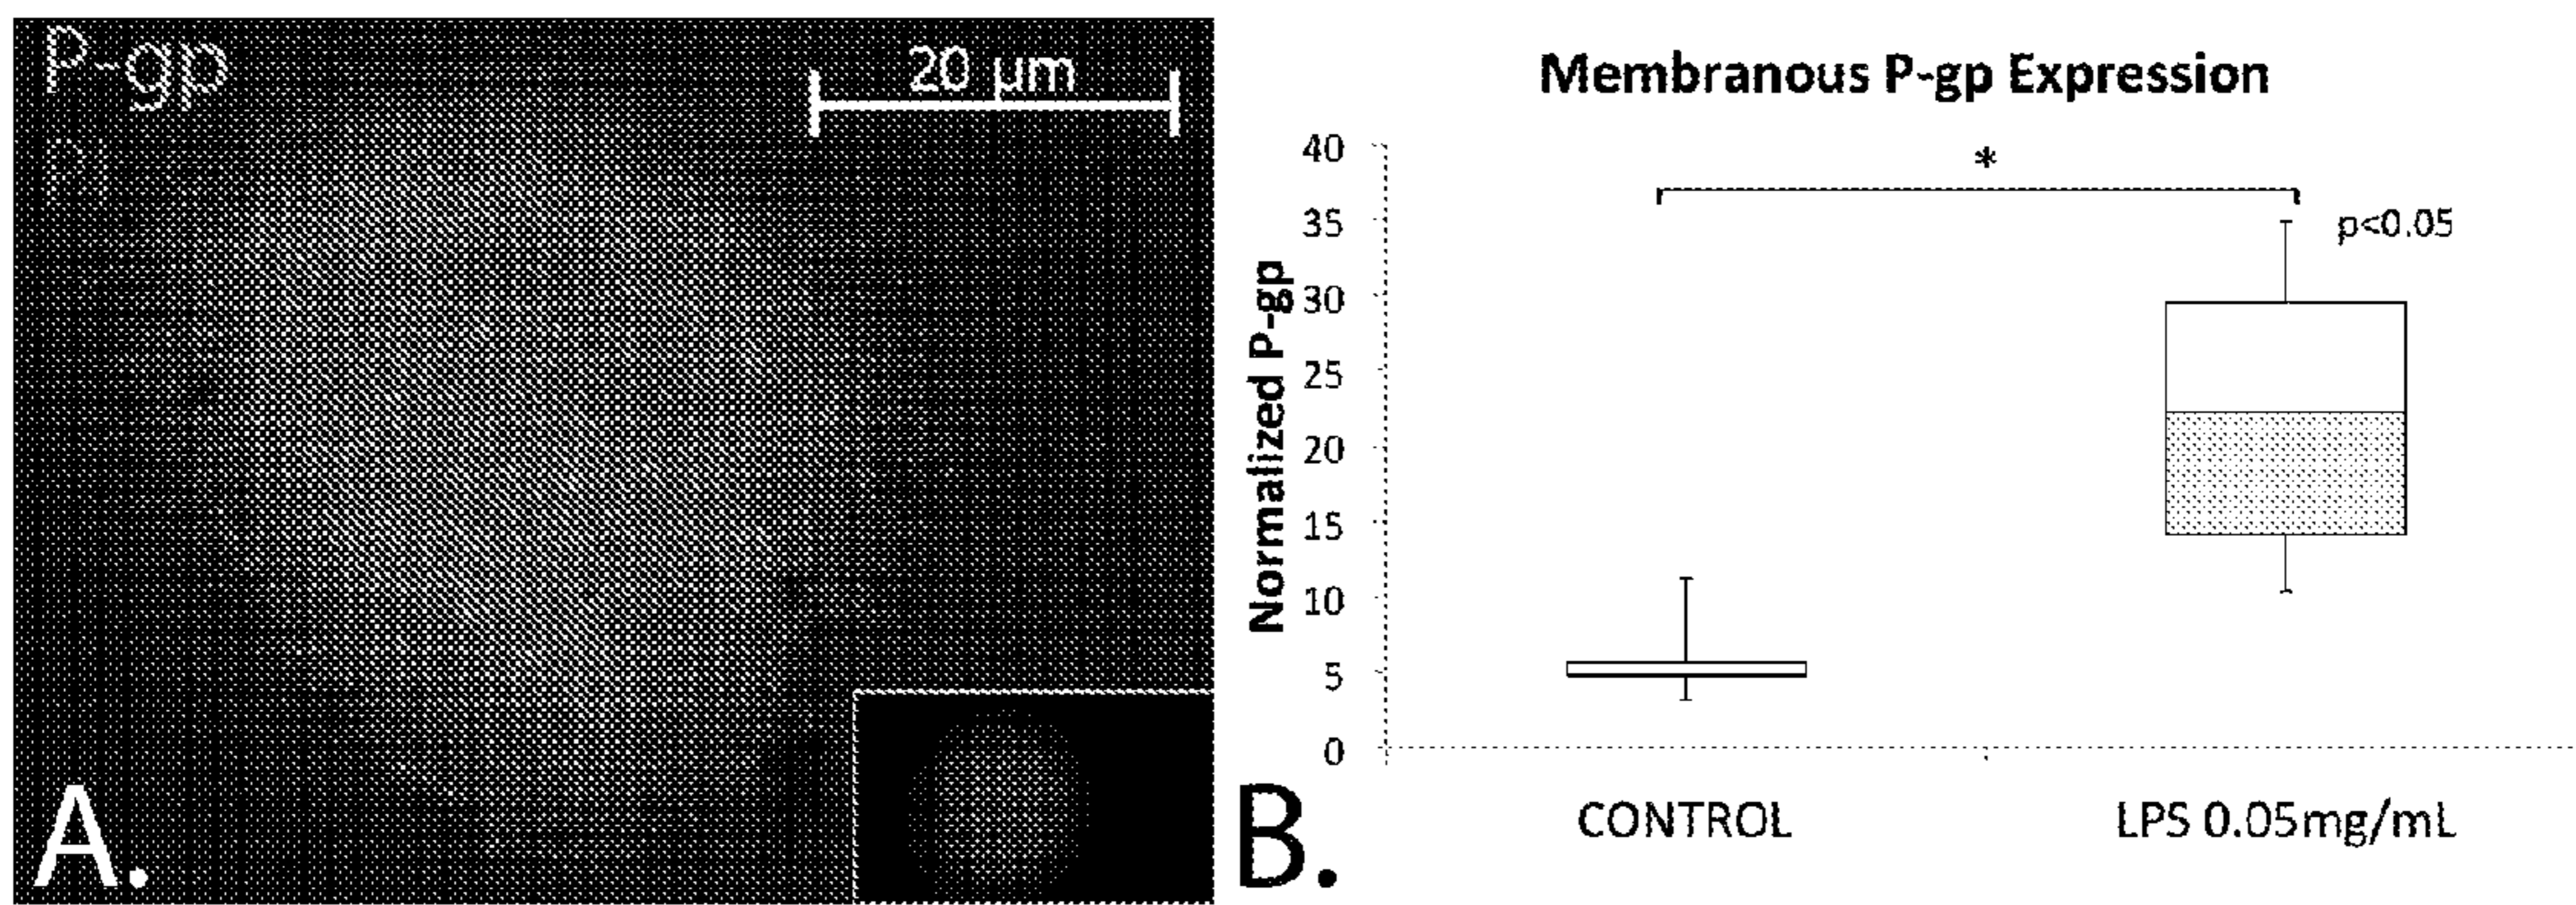 P-gp
PI
20 µm
A.
Membranous P-gp Expression
Normalized P-gp
40
35
30
25
20
15
10
5
0
*
p<0.05
CONTROL
LPS 0.05mg/mL
B.